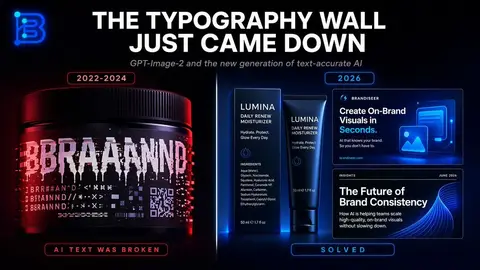 THE TYPOGRAPHY WALL
JUST CAME DOWN
GPT-Image-2 and the new generation of text-accurate AI
2022-2024
BBRAAANND
AI TEXT WAS BROKEN
2026
LUMINA
DAILY RENEW
MOISTURIZER
Hydrate. Protect.
Glow Every Day.
INGREDIENTS
50 ml e 1.7 fl oz
LUMINA
DAILY RENEW
MOISTURIZER
Hydrate. Protect.
Glow Every Day.
50 ml e 1.7 fl oz
BRANDISEER
Create On-Brand
Visuals in
Seconds.
AI that knows your brand.
So you don't have to.
brandiseer.com
INSIGHTS
JUNE 2026
The Future of
Brand Consistency
How AI is helping teams scale
high-quality, on-brand visuals
without slowing down.
SOLVED